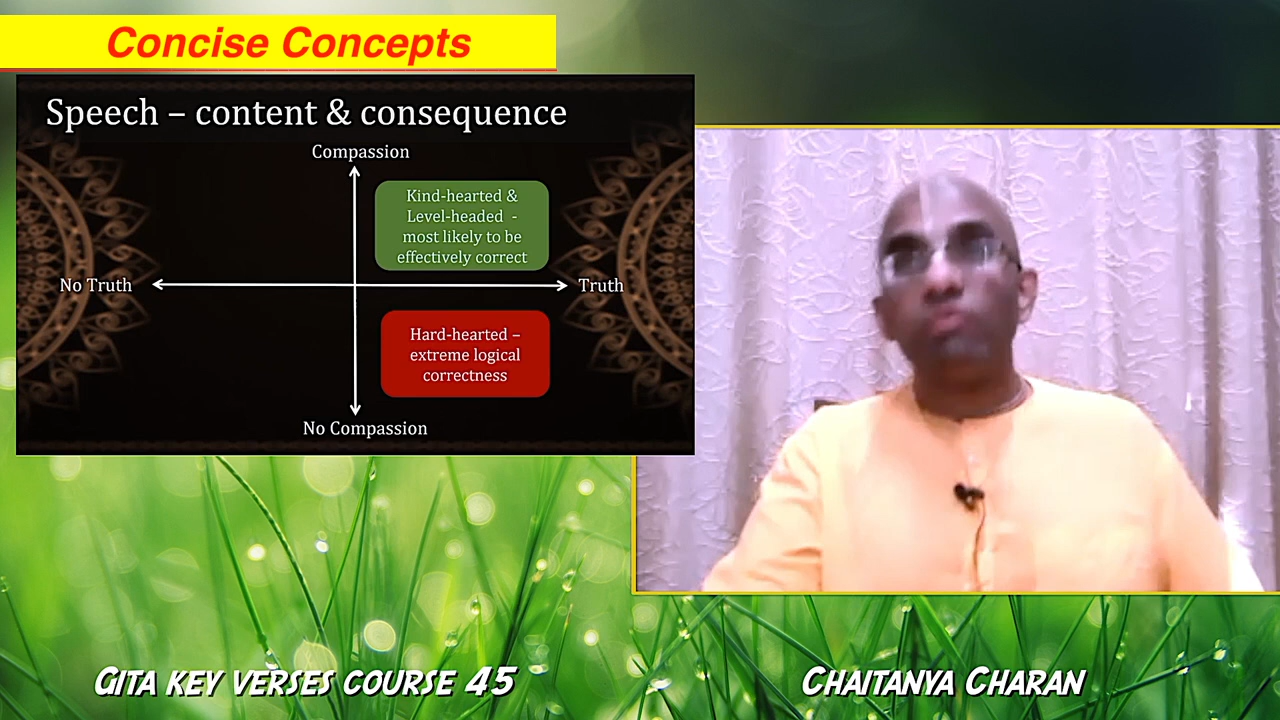 Concise Concepts
Speech – content & consequence
Compassion
Kind-hearted &
Level-headed -
most likely to be
effectively correct
No Truth
Truth
Hard-hearted –
extreme logical
correctness
No Compassion
GITA KEY VERSES COURSE 45
CHAITANYA CHARAN